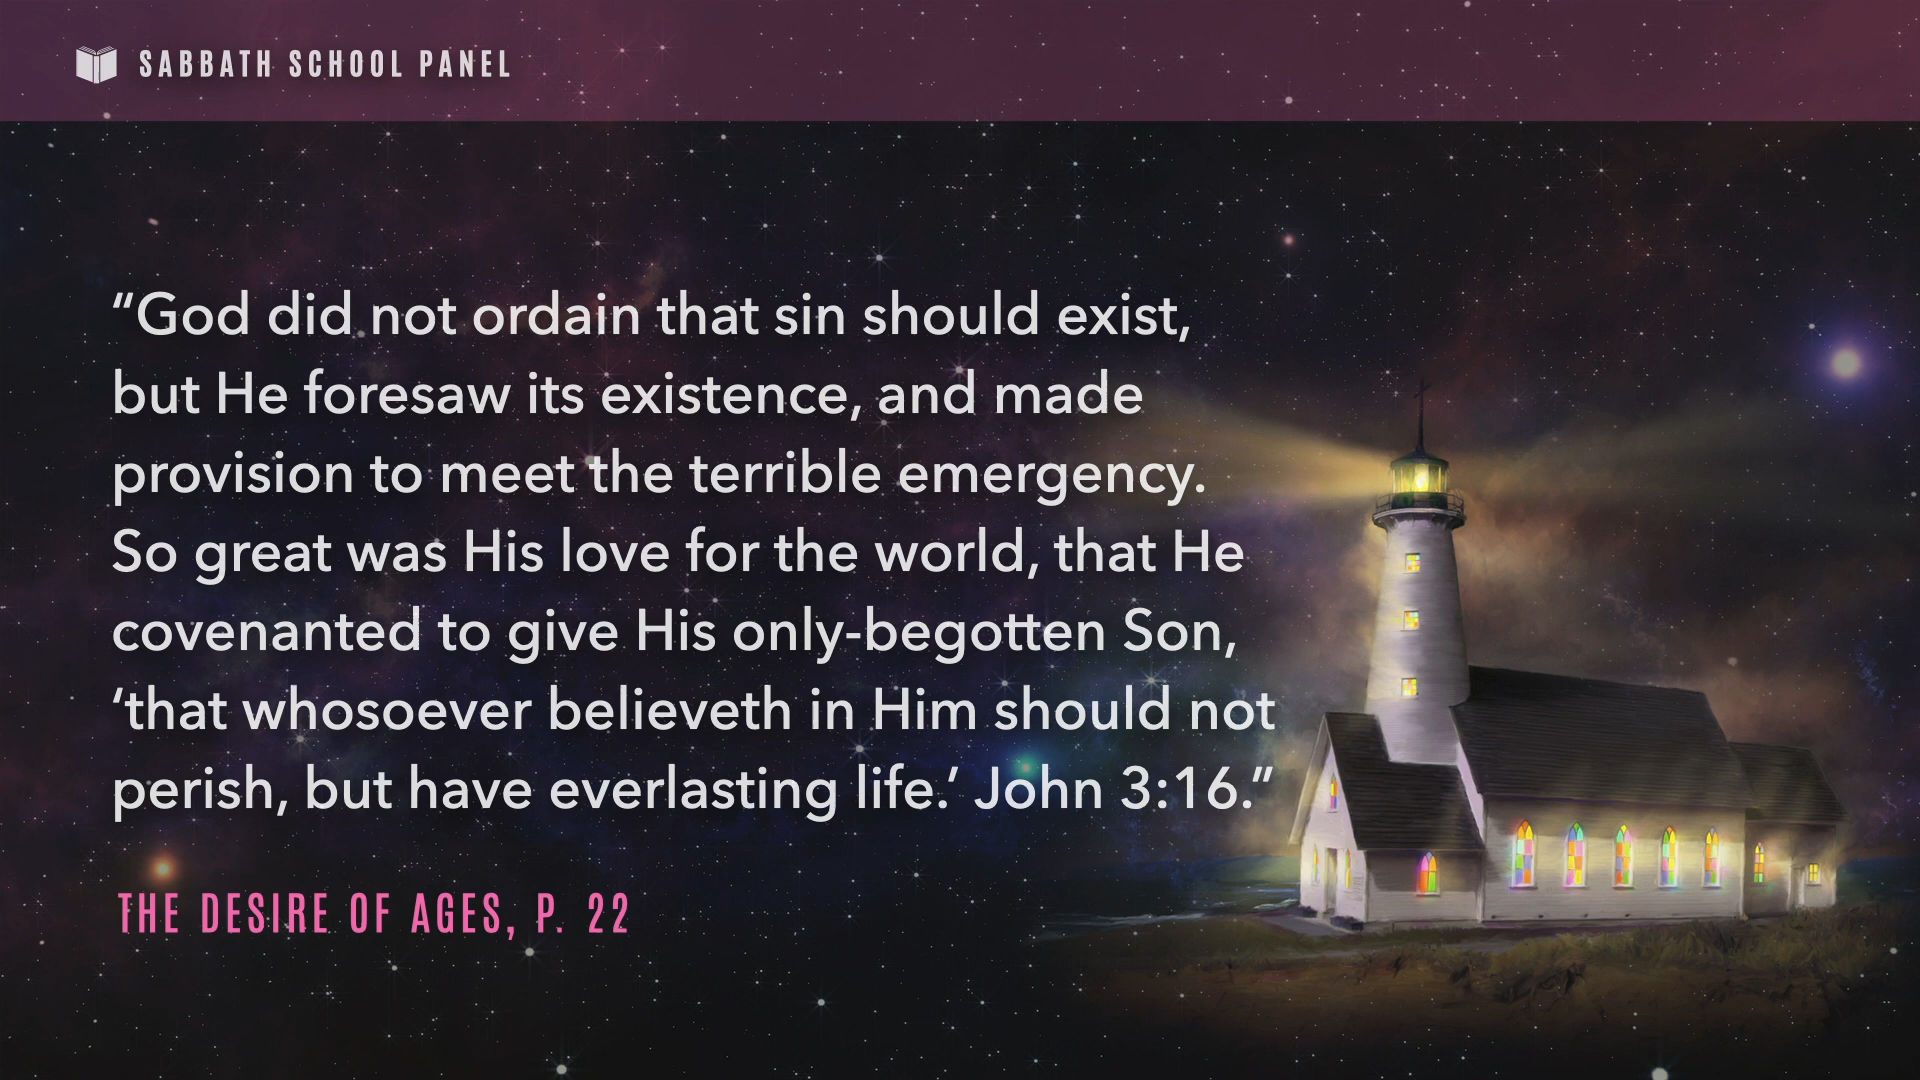 SABBATH SCHOOL PANEL
“God did not ordain that sin should exist,
but He foresaw its existence, and made
provision to meet the terrible emergency.
So great was His love for the world, that He
covenanted to give His only-begotten Son,
‘that whosoever believeth in Him should not
perish, but have everlasting life.’ John 3:16.”
THE DESIRE OF AGES, P. 22